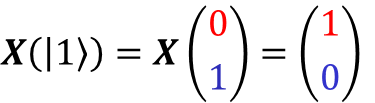 X(|1⟩) = X (0 1) = (1 0)